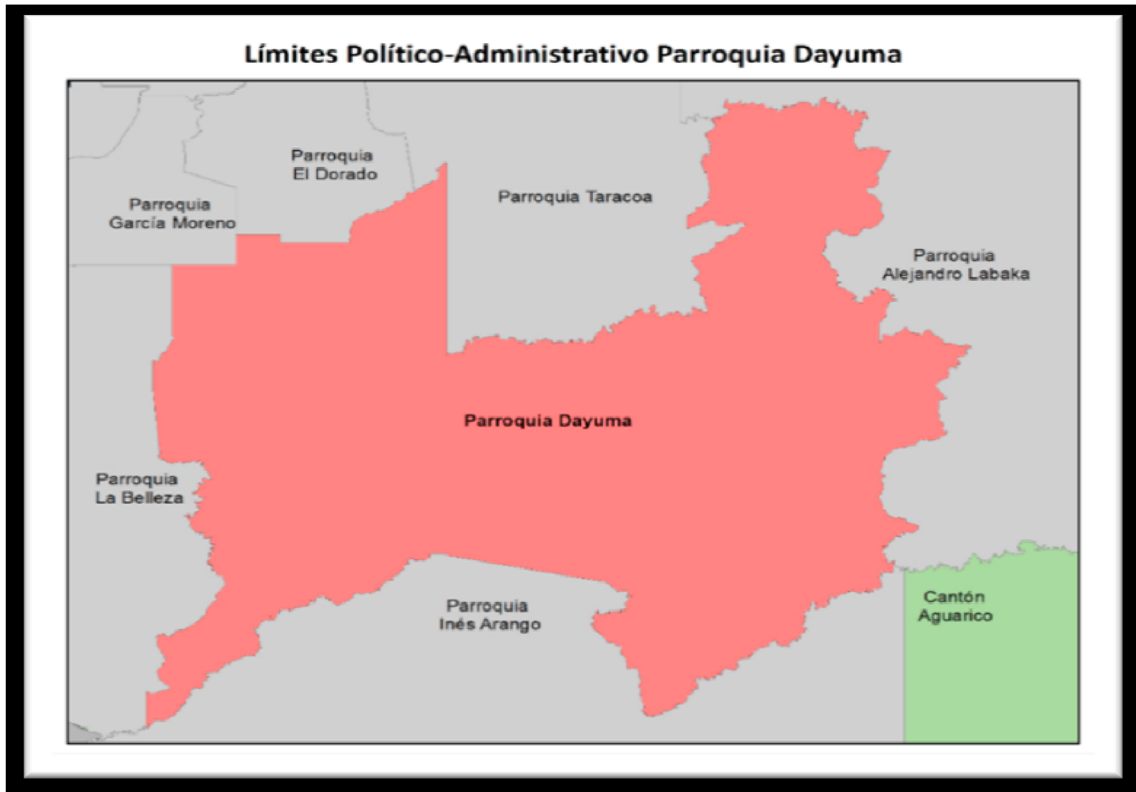 Límites Político-Administrativo Parroquia Dayuma
Parroquia
El Dorado
Parroquia Taracoa
Parroquia
García Moreno
Parroquia
Alejandro Labaka
Parroquia Dayuma
Parroquia
La Belleza
Parroquia
Inés Arango
Cantón
Aguarico